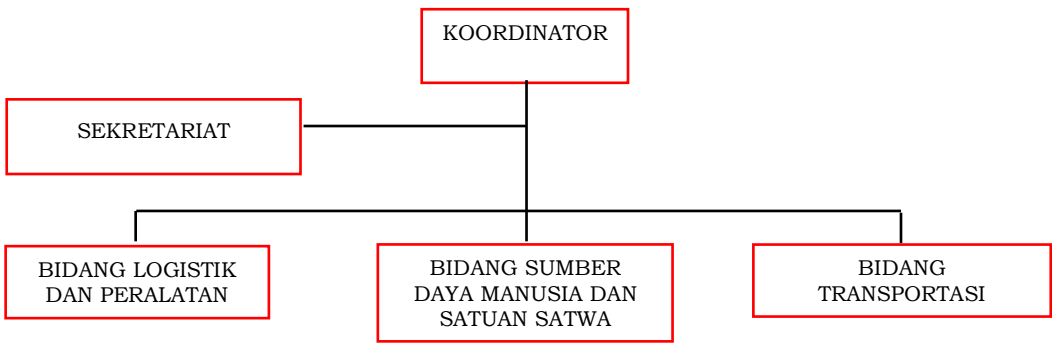 KOORDINATOR
SEKRETARIAT
BIDANG LOGISTIK
DAN PERALATAN
BIDANG SUMBER
DAYA MANUSIA DAN
SATUAN SATWA
BIDANG
TRANSPORTASI